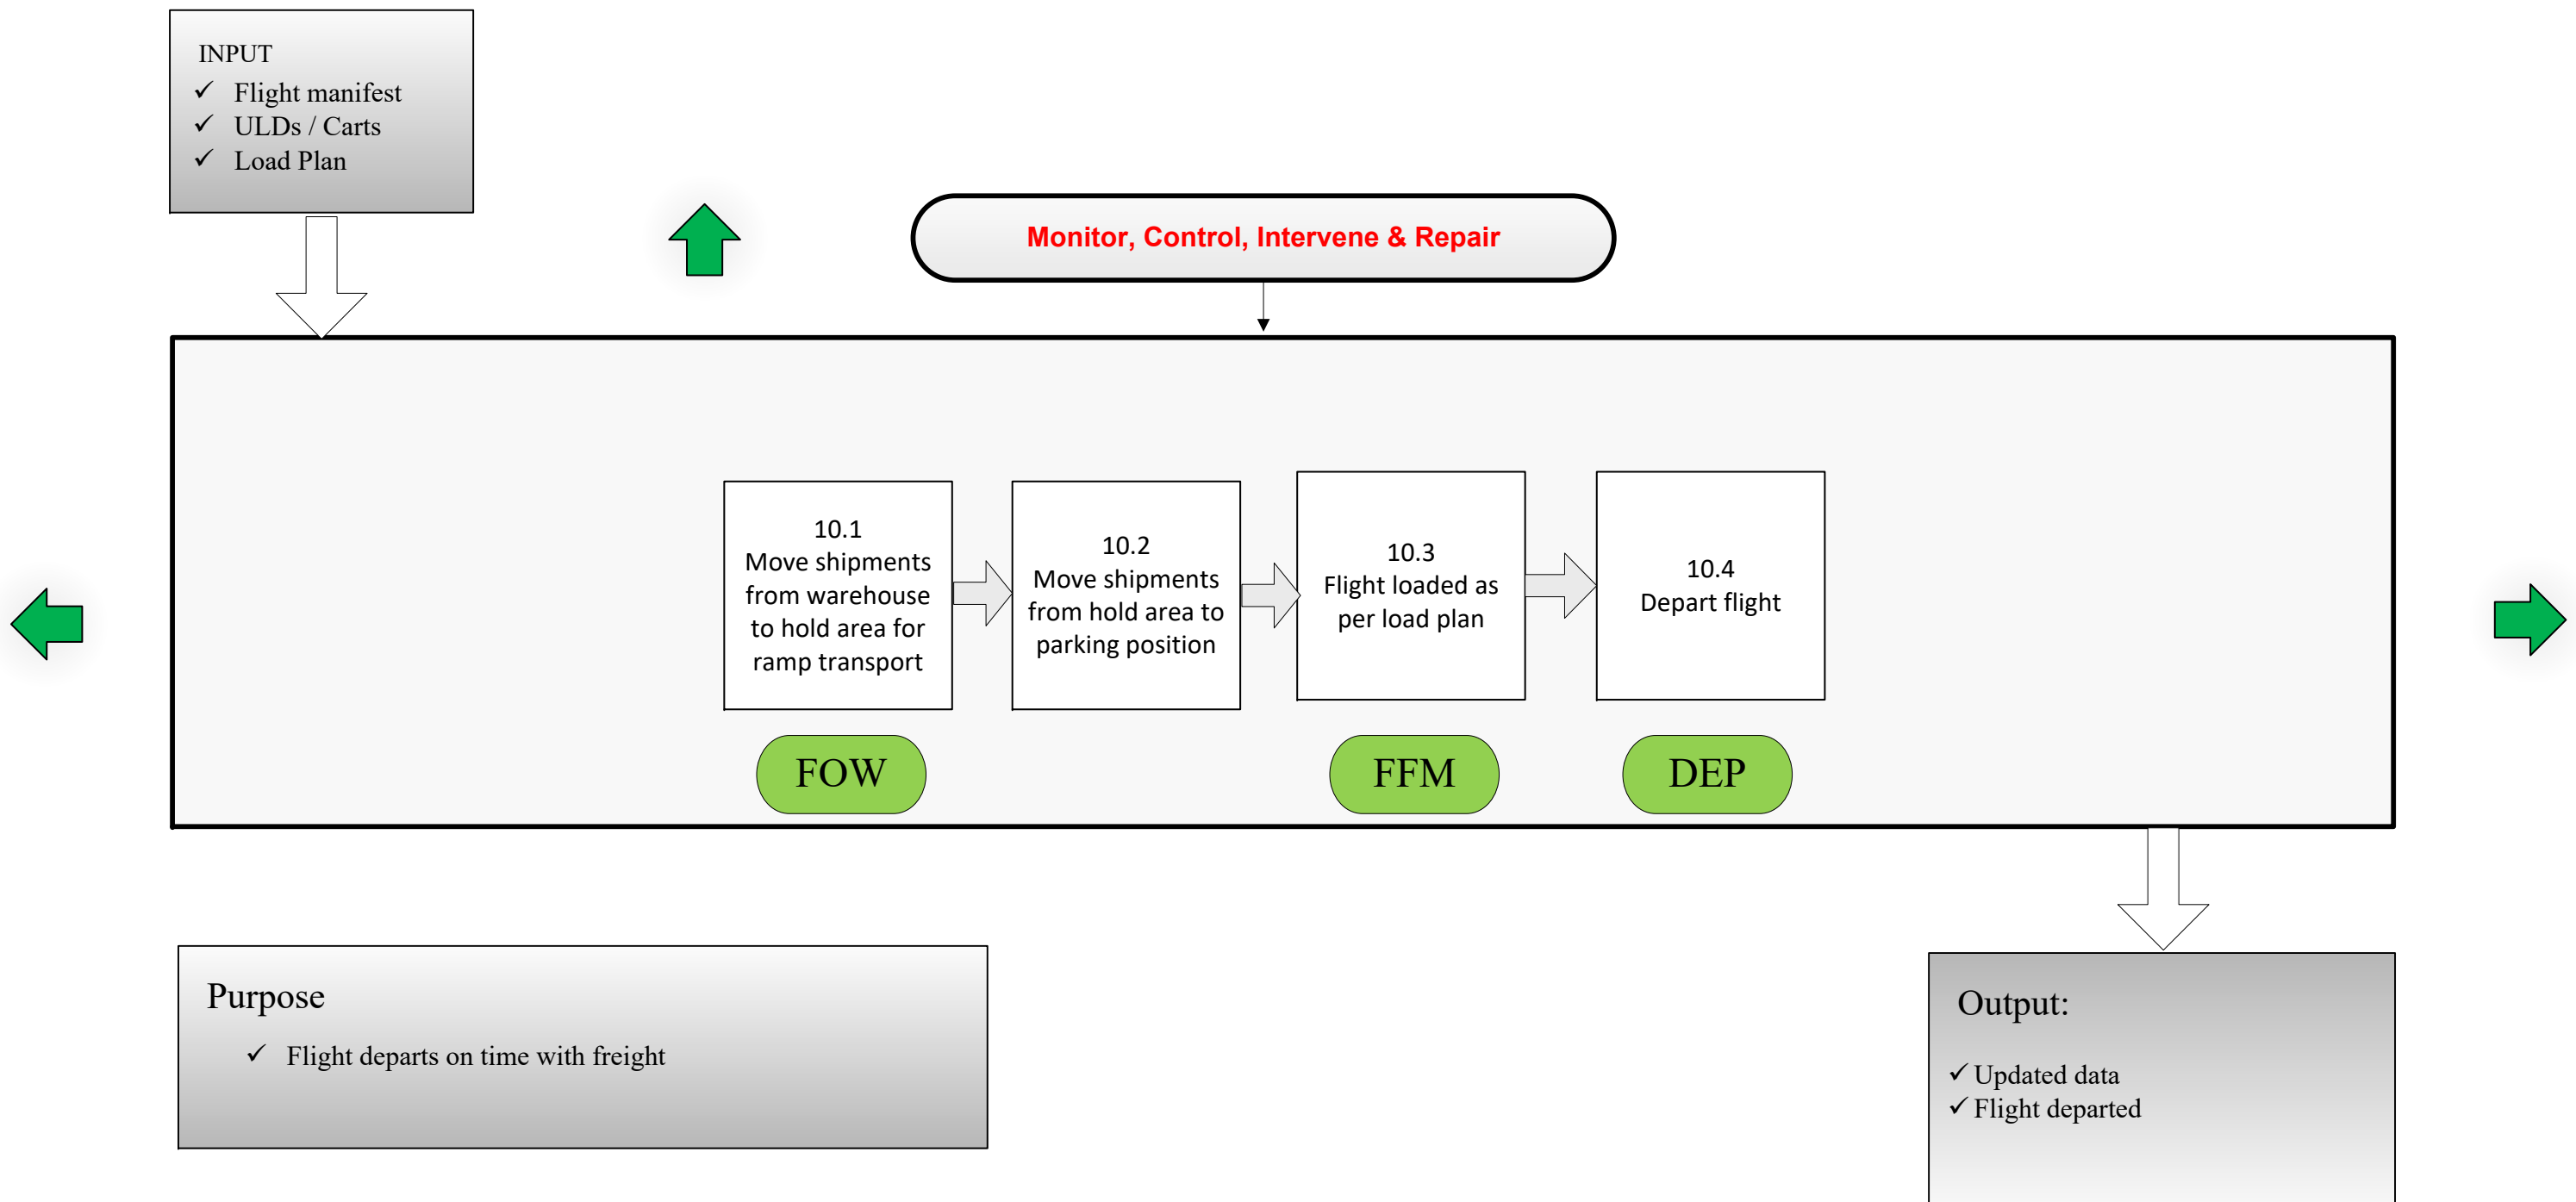 INPUT
✓ Flight manifest
✓ ULDs / Carts
✓ Load Plan
Monitor, Control, Intervene & Repair
10.1
Move shipments
from warehouse
to hold area for
ramp transport
10.2
Move shipments
from hold area to
parking position
10.3
Flight loaded as
per load plan
10.4
Depart flight
FOW
FFM
DEP
Purpose
✓ Flight departs on time with freight
Output:
✓ Updated data
✓ Flight departed